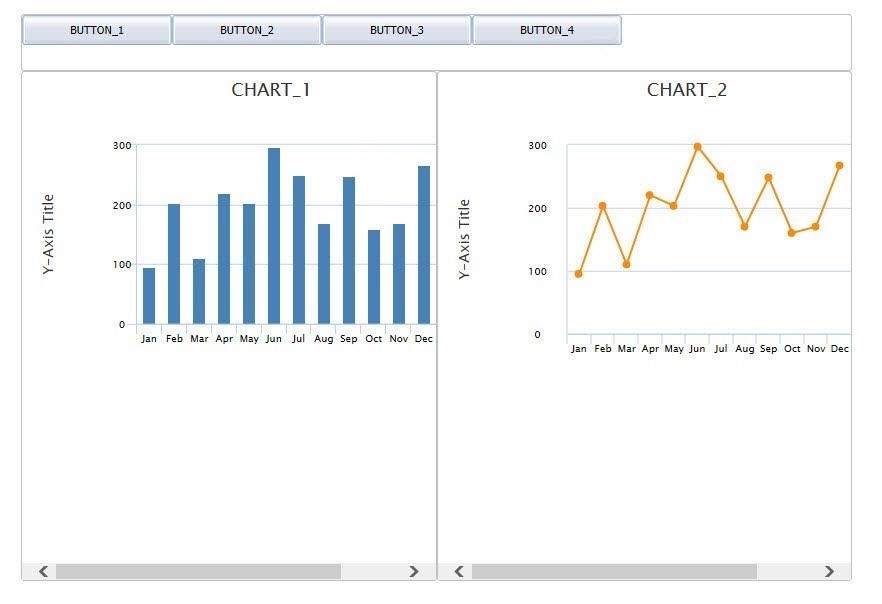 BUTTON_1 BUTTON_2 BUTTON_3 BUTTON_4
CHART_1
Y-Axis Title
300
200
100
0
Jan Feb Mar Apr May Jun Jul Aug Sep Oct Nov Dec
CHART_2
Y-Axis Title
300
200
100
0
Jan Feb Mar Apr May Jun Jul Aug Sep Oct Nov Dec